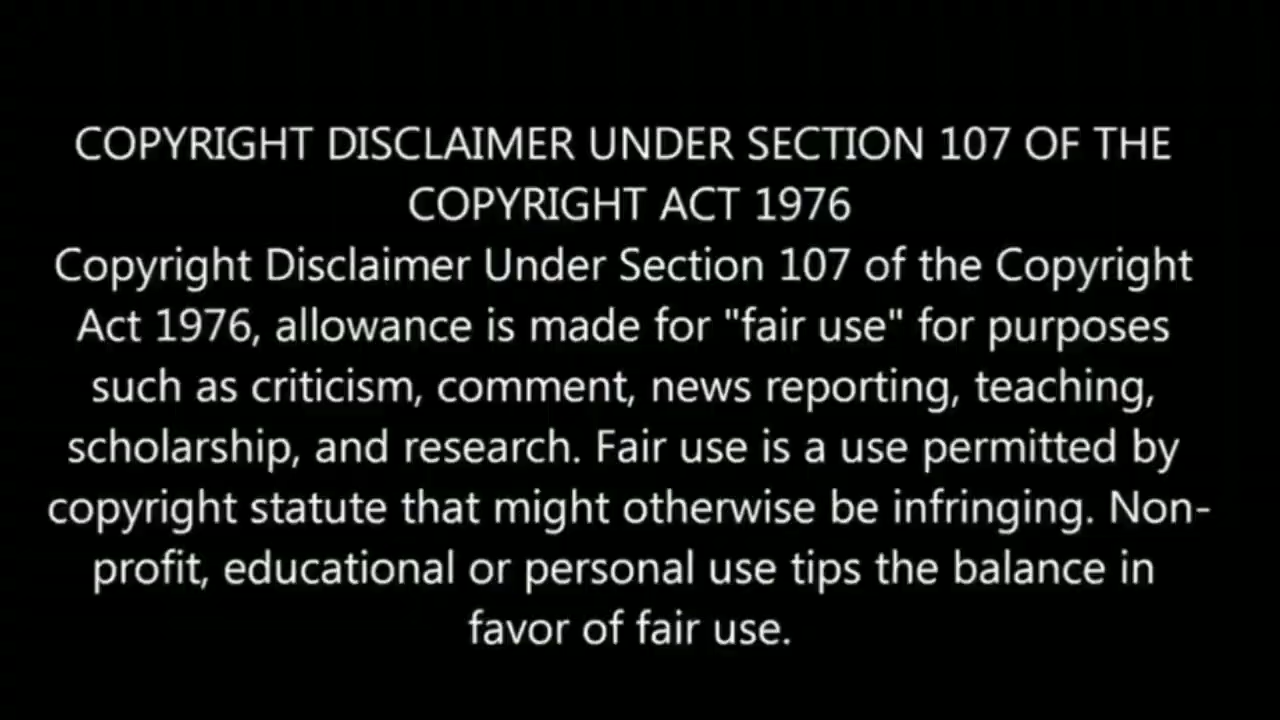 COPYRIGHT DISCLAIMER UNDER SECTION 107 OF THE
COPYRIGHT ACT 1976
Copyright Disclaimer Under Section 107 of the Copyright
Act 1976, allowance is made for "fair use" for purposes
such as criticism, comment, news reporting, teaching,
scholarship, and research. Fair use is a use permitted by
copyright statute that might otherwise be infringing. Non-
profit, educational or personal use tips the balance in
favor of fair use.